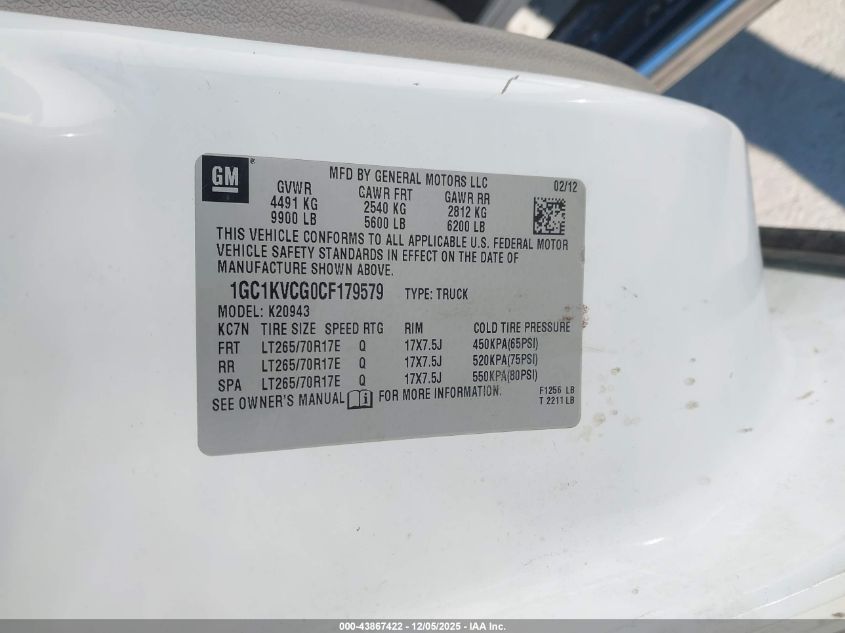 GM®
MFD BY GENERAL MOTORS LLC 02/12
GVWR GAWR FRT GAWR RR
4491 KG 2540 KG 2812 KG
9900 LB 5600 LB 6200 LB
THIS VEHICLE CONFORMS TO ALL APPLICABLE U.S. FEDERAL MOTOR
VEHICLE SAFETY STANDARDS IN EFFECT ON THE DATE OF
MANUFACTURE SHOWN ABOVE.
1GC1KVCG0CF179579 TYPE: TRUCK
MODEL: K20943
KC7N TIRE SIZE SPEED RTG RIM COLD TIRE PRESSURE
FRT LT265/70R17E Q 17X7.5J 450KPA(65PSI)
RR LT265/70R17E Q 17X7.5J 520KPA(75PSI)
SPA LT265/70R17E Q 17X7.5J 550KPA(80PSI)
SEE OWNER'S MANUAL i FOR MORE INFORMATION. F1256 LB
T 2211 LB
000-43867422 - 12/05/2025 - IAA Inc.